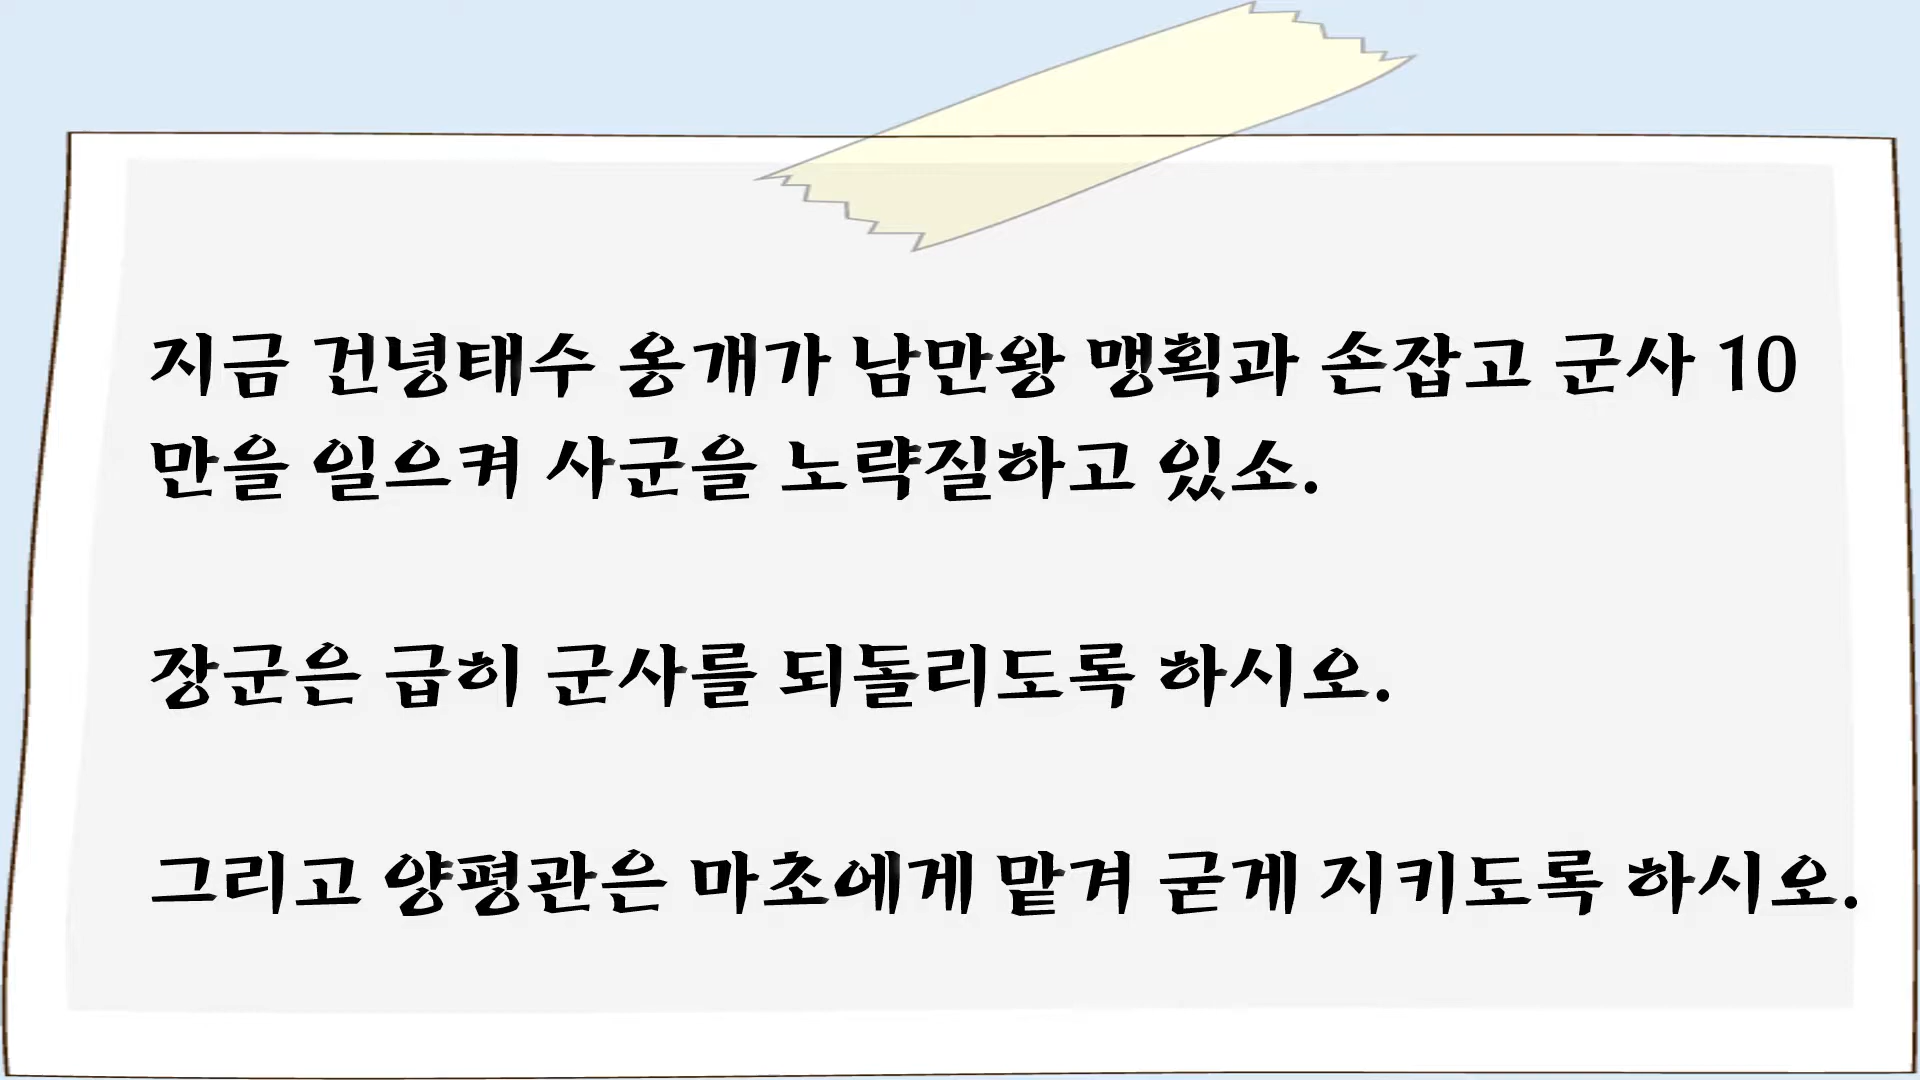 지금 건녕태수 옹개가 남만왕 맹획과 손잡고 군사 10
만을 일으켜 사군을 노략질하고 있소.
장군은 급히 군사를 되돌리도록 하시오.
그리고 양평관은 마초에게 맡겨 굳게 지키도록 하시오.